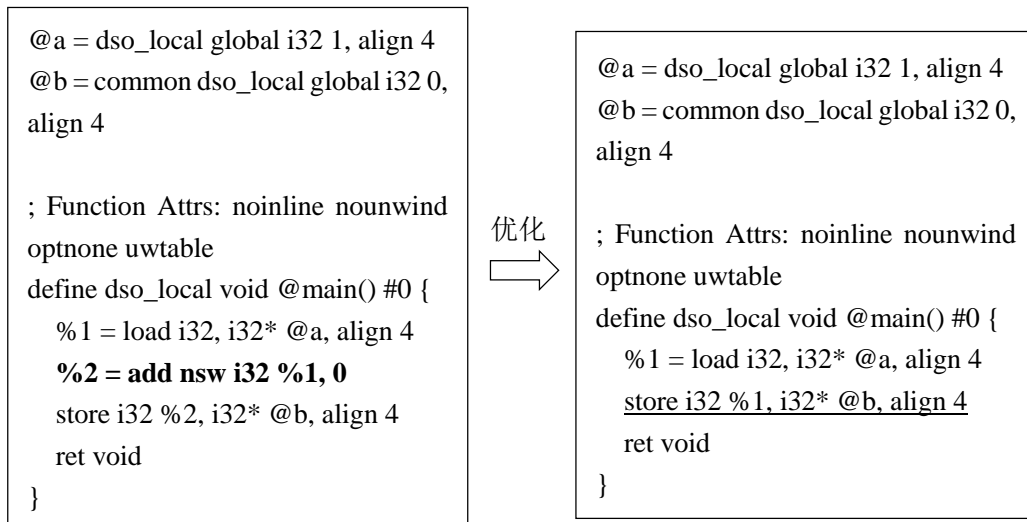 @a = dso_local global i32 1, align 4
@b = common dso_local global i32 0,
align 4
; Function Attrs: noinline nounwind
optnone uwtable
define dso_local void @main() #0 {
%1 = load i32, i32* @a, align 4
%2 = add nsw i32 %1, 0
store i32 %2, i32* @b, align 4
ret void
}
优化
@a = dso_local global i32 1, align 4
@b = common dso_local global i32 0,
align 4
; Function Attrs: noinline nounwind
optnone uwtable
define dso_local void @main() #0 {
%1 = load i32, i32* @a, align 4
store i32 %1, i32* @b, align 4
ret void
}